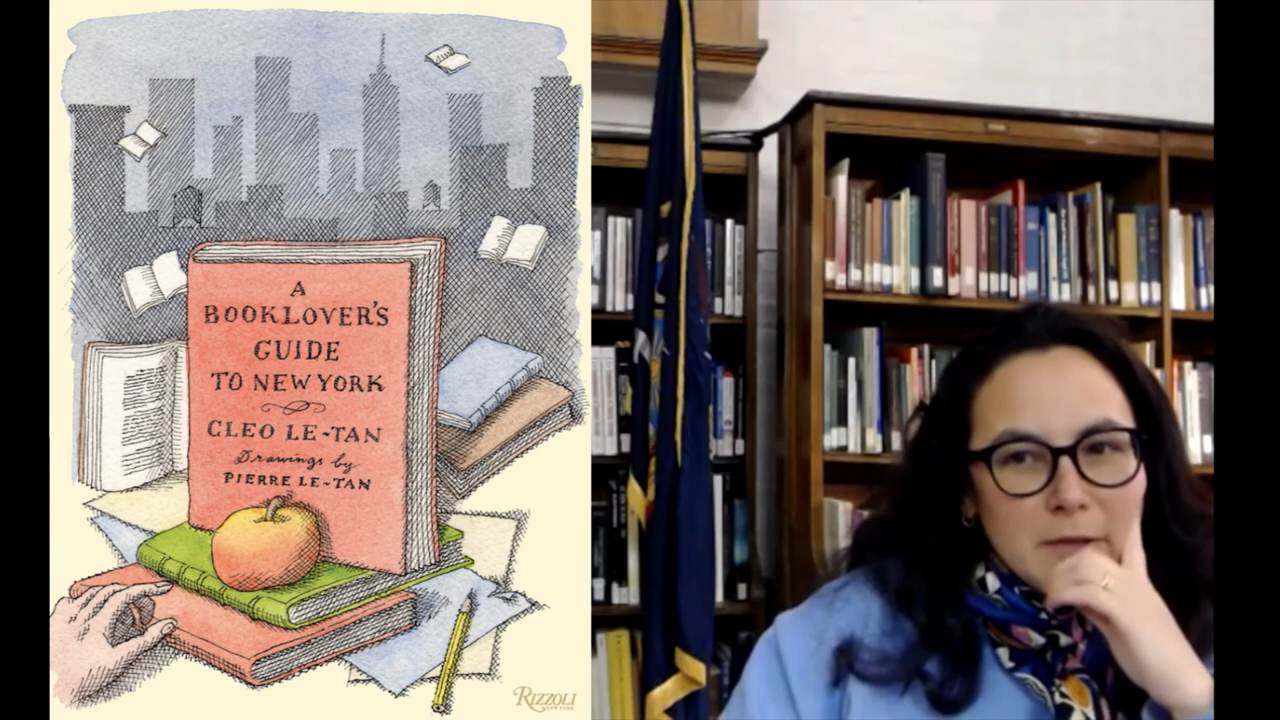 A
BOOKLOVER'S
GUIDE
TO NEW YORK
CLEO LE-TAN
Drawings by
PIERRE LE-TAN
RIZZOLI
NEW YORK